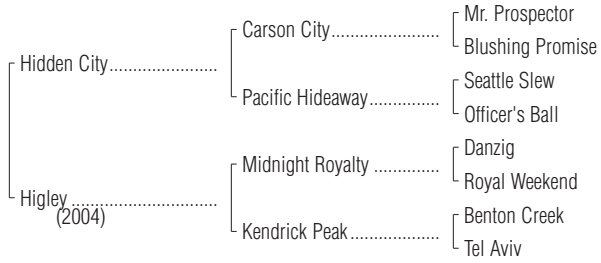 Mr. Prospector
Carson City
Blushing Promise
Hidden City
Seattle Slew
Pacific Hideaway
Officer's Ball
Danzig
Midnight Royalty
Royal Weekend
Higley
(2004)
Benton Creek
Kendrick Peak
Tel Aviv